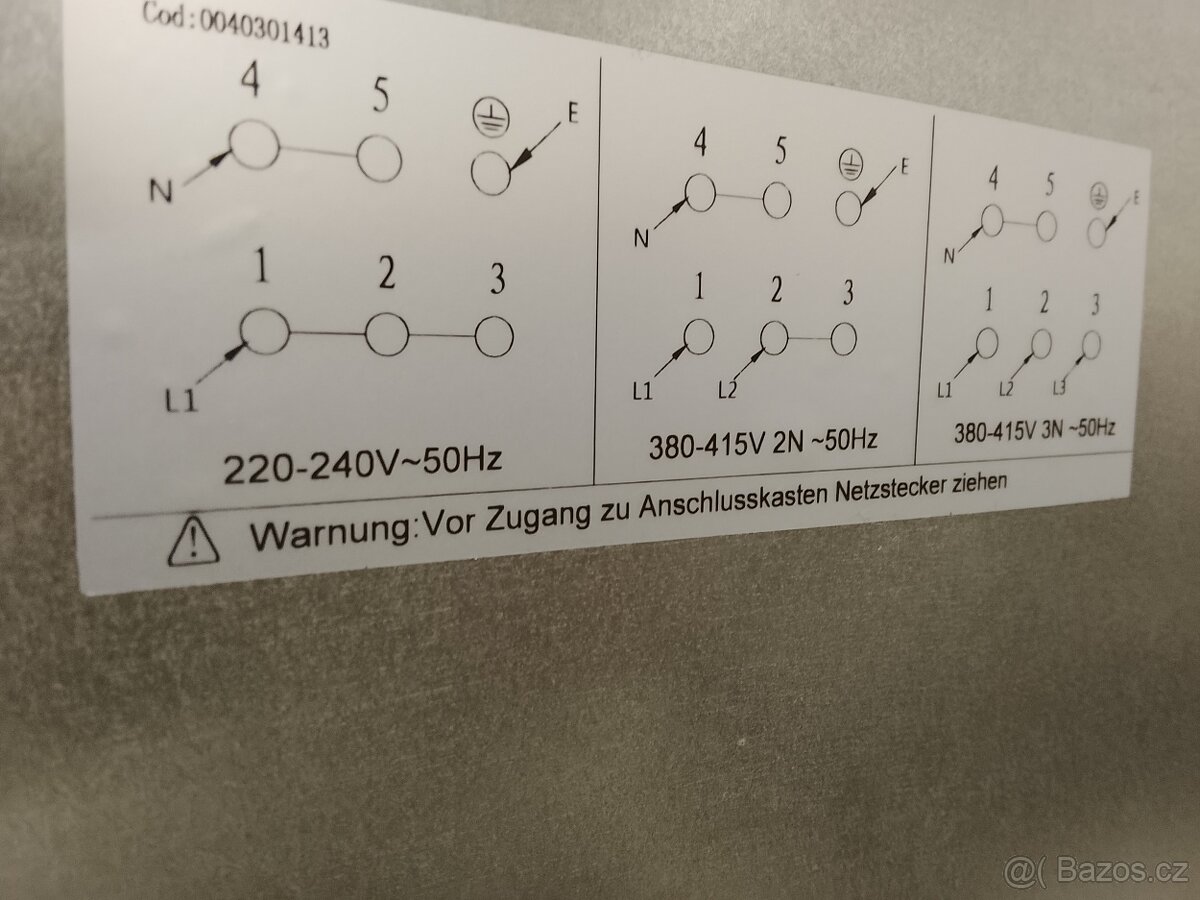 Cod:0040301413
4 5 E
N
1 2 3
L1
220-240V~50Hz
4 5 E
N
1 2 3
L1 L2
380-415V 2N ~50Hz
4 5 E
N
1 2 3
L1 L2 L3
380-415V 3N ~50Hz
Warnung:Vor Zugang zu Anschlusskasten Netzstecker ziehen
@( Bazos.cz